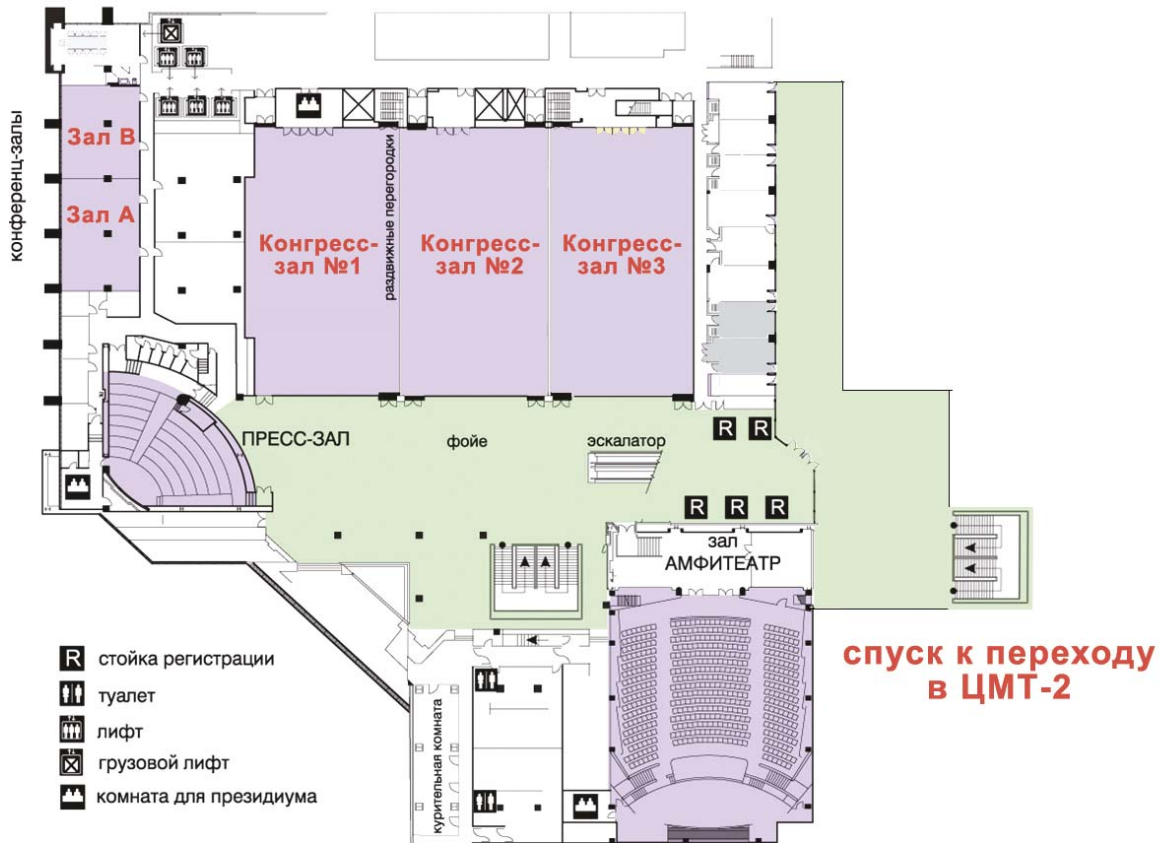 конференц-залы
Зал В
Зал А
Конгресс-
зал №1
раздвижные перегородки
Конгресс-
зал №2
Конгресс-
зал №3
ПРЕСС-ЗАЛ
фойе
эскалатор
R R
R R R
зал
АМФИТЕАТР
спуск к переходу
в ЦМТ-2
R стойка регистрации
туалет
лифт
грузовой лифт
комната для президиума
курительная комната